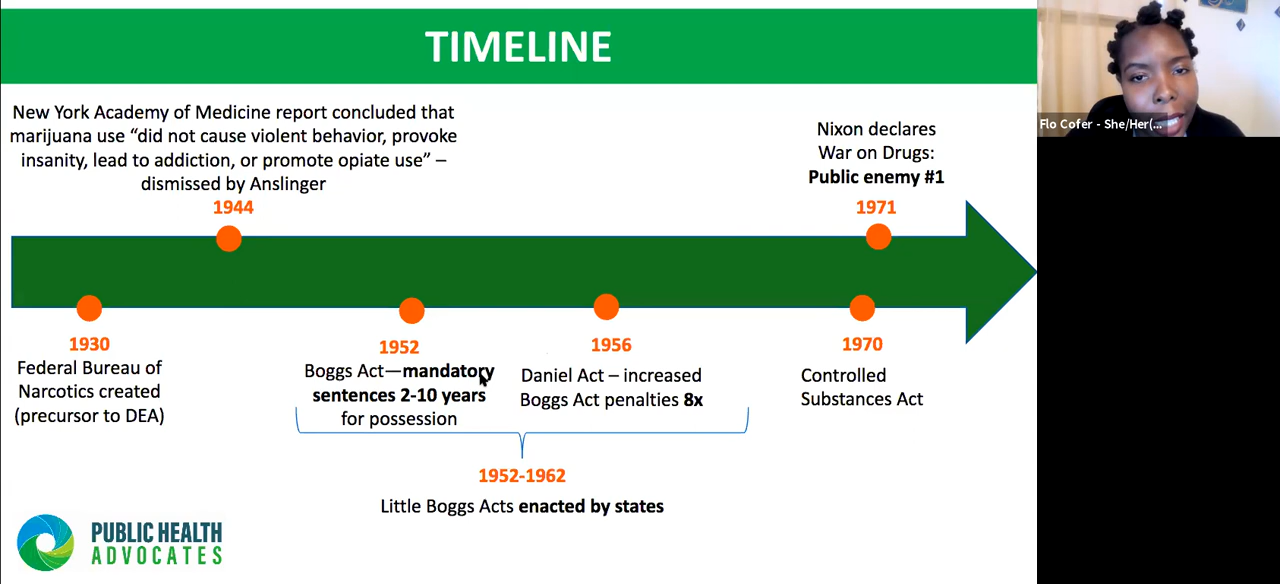 TIMELINE
New York Academy of Medicine report concluded that
marijuana use “did not cause violent behavior, provoke
insanity, lead to addiction, or promote opiate use” –
dismissed by Anslinger
1944
Nixon declares
War on Drugs:
Public enemy #1
1971
1930
Federal Bureau of
Narcotics created
(precursor to DEA)
1952
Boggs Act—mandatory
sentences 2-10 years
for possession
1956
Daniel Act – increased
Boggs Act penalties 8x
1970
Controlled
Substances Act
1952-1962
Little Boggs Acts enacted by states
PUBLIC HEALTH
ADVOCATES
Flo Cofer - She/Her(...